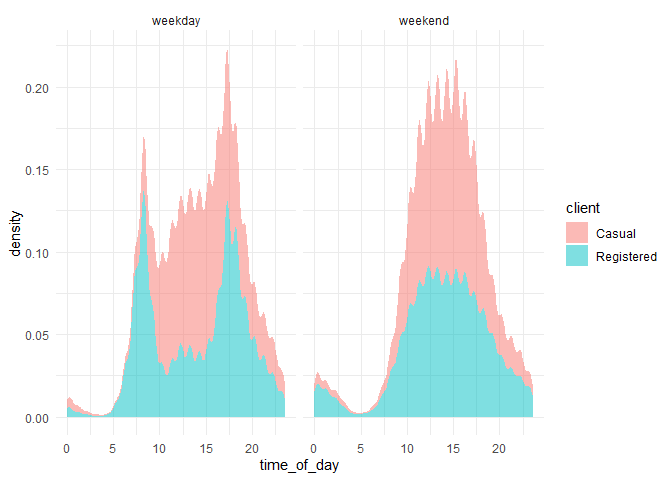 weekday
weekend
0.20
0.15
0.10
0.05
0.00
density
0 5 10 15 20
0 5 10 15 20
time_of_day
client
Casual
Registered